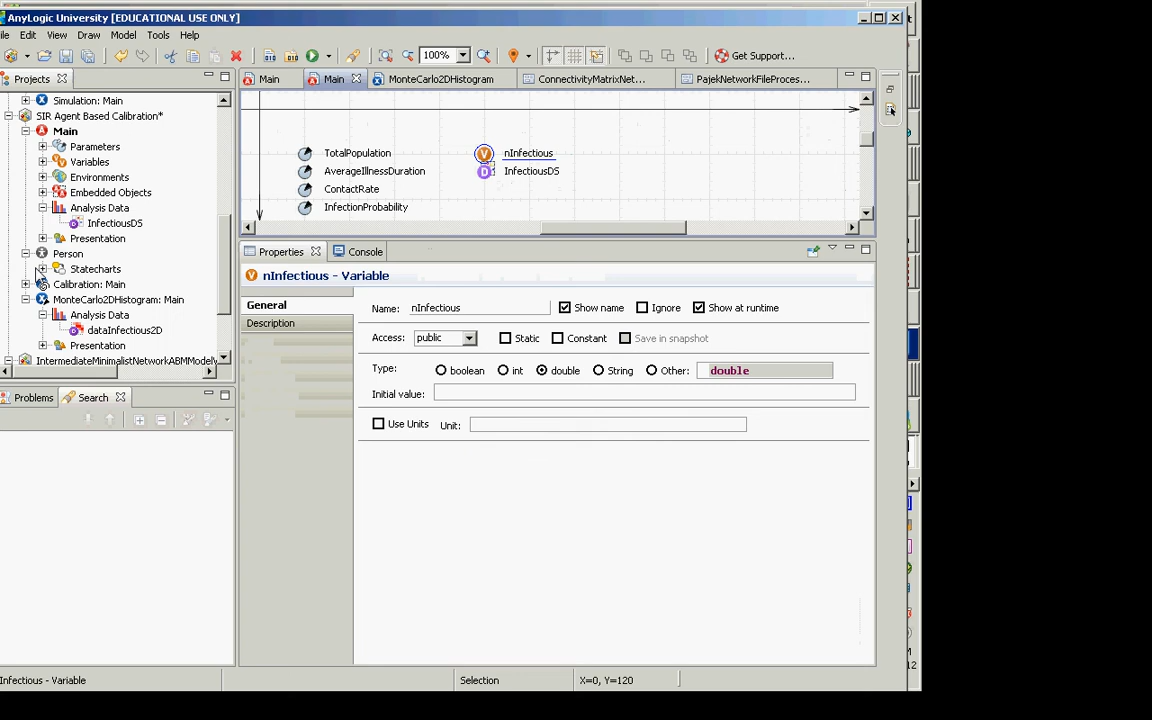 AnyLogic University [EDUCATIONAL USE ONLY]
ile Edit View Draw Model Tools Help
100% Get Support...
Projects
Main Main MonteCarlo2DHistogram ConnectivityMatrixNet... PajekNetworkFileProces...
Simulation: Main
SIR Agent Based Calibration*
Main
Parameters
Variables
Environments
Embedded Objects
Analysis Data
InfectiousDS
Presentation
Person
Statecharts
Calibration: Main
MonteCarlo2DHistogram: Main
Analysis Data
dataInfectious2D
Presentation
IntermediateMinimalistNetworkABMModelV
TotalPopulation nInfectious
AverageIllnessDuration InfectiousDS
ContactRate
InfectionProbability
Properties Console
nInfectious - Variable
General
Description
Name: nInfectious Show name Ignore Show at runtime
Access: public Static Constant Save in snapshot
Type: boolean int double String Other: double
Initial value:
Use Units Unit:
Problems Search
Infectious - Variable Selection X=0, Y=120